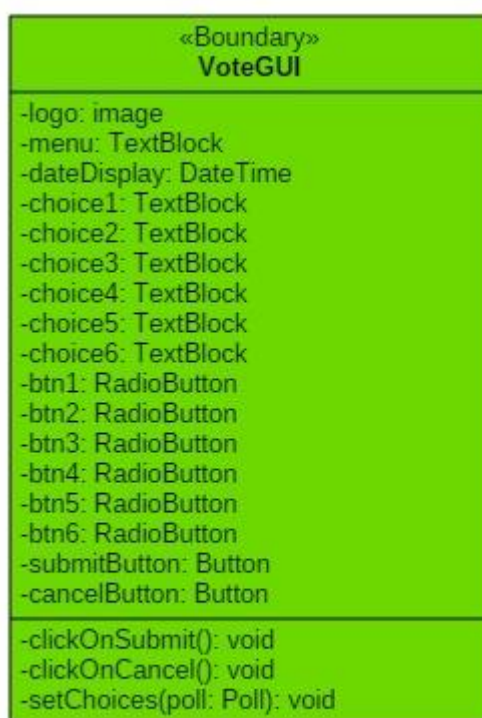 «Boundary»
VoteGUI
-logo: image
-menu: TextBlock
-dateDisplay: DateTime
-choice1: TextBlock
-choice2: TextBlock
-choice3: TextBlock
-choice4: TextBlock
-choice5: TextBlock
-choice6: TextBlock
-btn1: RadioButton
-btn2: RadioButton
-btn3: RadioButton
-btn4: RadioButton
-btn5: RadioButton
-btn6: RadioButton
-submitButton: Button
-cancelButton: Button
-clickOnSubmit(): void
-clickOnCancel(): void
-setChoices(poll: Poll): void